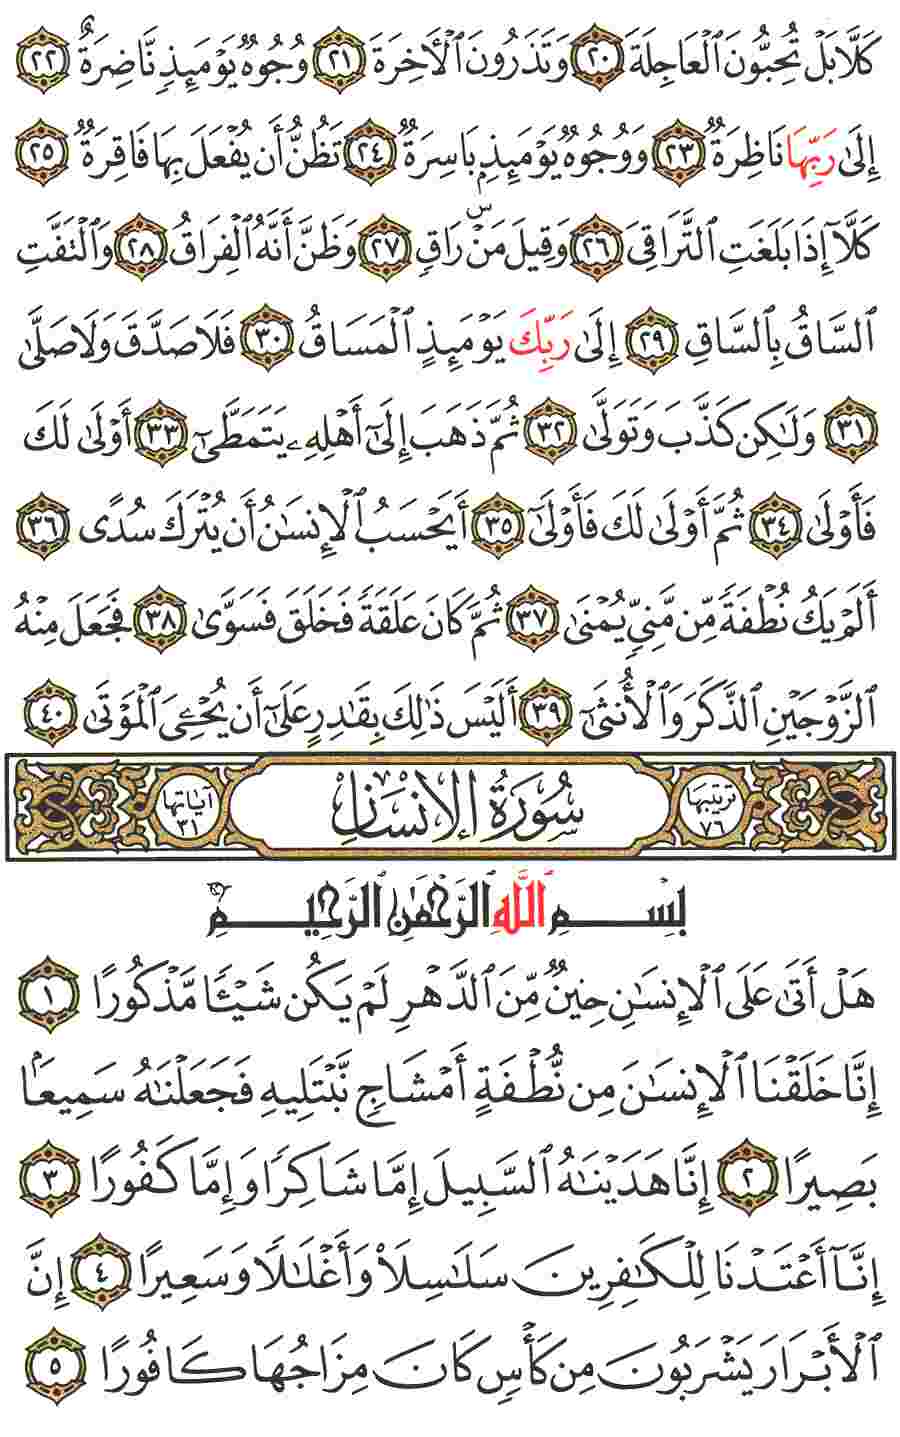 كَلَّا بَلْ تُحِبُّونَ ٱلْعَاجِلَةَ ٢٠ وَتَذَرُونَ ٱلْأَخِرَةَ ٢١ وُجُوهٌ يَوْمَئِذٍ نَّاضِرَةٌ ٢٢
إِلَىٰ رَبِّهَا نَاظِرَةٌ ٢٣ وَوُجُوهٌ يَوْمَئِذٍۭ بَاسِرَةٌ ٢٤ تَظُنُّ أَن يُفْعَلَ بِهَا فَاقِرَةٌ ٢٥
كَلَّآ إِذَا بَلَغَتِ ٱلتَّرَاقِىَ ٢٦ وَقِيلَ مَنْ ۜ رَاقٍ ٢٧ وَظَنَّ أَنَّهُ ٱلْفِرَاقُ ٢٨ وَٱلْتَفَّتِ
ٱلسَّاقُ بِٱلسَّاقِ ٢٩ إِلَىٰ رَبِّكَ يَوْمَئِذٍ ٱلْمَسَاقُ ٣٠ فَلَا صَدَّقَ وَلَا صَلَّىٰ
٣١ وَلَٰكِن كَذَّبَ وَتَوَلَّىٰ ٣٢ ثُمَّ ذَهَبَ إِلَىٰٓ أَهْلِهِۦ يَتَمَطَّىٰٓ ٣٣ أَوْلَىٰ لَكَ
فَأَوْلَىٰ ٣٤ ثُمَّ أَوْلَىٰ لَكَ فَأَوْلَىٰٓ ٣٥ أَيَحْسَبُ ٱلْإِنسَٰنُ أَن يُتْرَكَ سُدًى ٣٦
أَلَمْ يَكُ نُطْفَةً مِّن مَّنِىٍّ يُمْنَىٰ ٣٧ ثُمَّ كَانَ عَلَقَةً فَخَلَقَ فَسَوَّىٰ ٣٨ فَجَعَلَ مِنْهُ
ٱلزَّوْجَيْنِ ٱلذَّكَرَ وَٱلْأُنثَىٰٓ ٣٩ أَلَيْسَ ذَٰلِكَ بِقَٰدِرٍ عَلَىٰٓ أَن يُحْـِۧىَ ٱلْمَوْتَىٰ ٤٠
ترتيبها ٧٦ سُورَةُ الإِنْسَانِ آياتها ٣١
بِسْمِ ٱللَّهِ ٱلرَّحْمَٰنِ ٱلرَّحِيمِ
هَلْ أَتَىٰ عَلَى ٱلْإِنسَٰنِ حِينٌ مِّنَ ٱلدَّهْرِ لَمْ يَكُن شَيْـًٔا مَّذْكُورًا ١
إِنَّا خَلَقْنَا ٱلْإِنسَٰنَ مِن نُّطْفَةٍ أَمْشَاجٍ نَّبْتَلِيهِ فَجَعَلْنَٰهُ سَمِيعًۢا
بَصِيرًا ٢ إِنَّا هَدَيْنَٰهُ ٱلسَّبِيلَ إِمَّا شَاكِرًا وَإِمَّا كَفُورًا ٣
إِنَّآ أَعْتَدْنَا لِلْكَٰفِرِينَ سَلَٰسِلَا۟ وَأَغْلَٰلًا وَسَعِيرًا ٤ إِنَّ
ٱلْأَبْرَارَ يَشْرَبُونَ مِن كَأْسٍ كَانَ مِزَاجُهَا كَافُورًا ٥